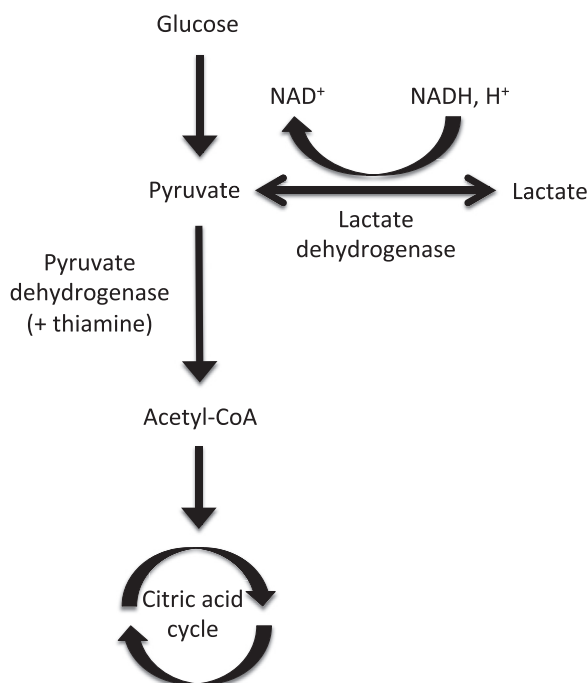 Glucose
NAD⁺
NADH, H⁺
Pyruvate
Lactate
Lactate
dehydrogenase
Pyruvate
dehydrogenase
(+ thiamine)
Acetyl-CoA
Citric acid
cycle